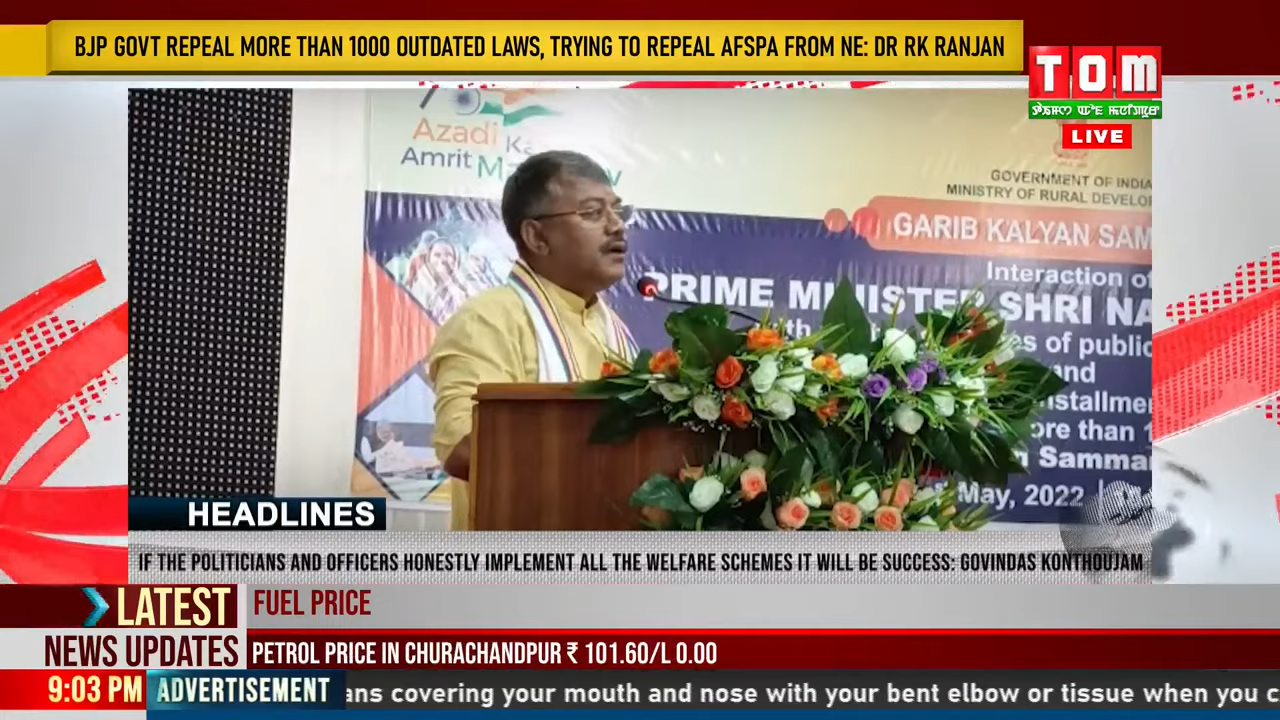 BJP GOVT REPEAL MORE THAN 1000 OUTDATED LAWS, TRYING TO REPEAL AFSPA FROM NE: DR RK RANJAN
TOM
LIVE
Azadi Ka
Amrit Ma
GOVERNMENT OF INDIA
MINISTRY OF RURAL DEVELO
GARIB KALYAN SAM
Interaction of
PRIME MINISTER SHRI NA
es of public
and
nstallme
ore than 1
Samma
May, 2022
HEADLINES
IF THE POLITICIANS AND OFFICERS HONESTLY IMPLEMENT ALL THE WELFARE SCHEMES IT WILL BE SUCCESS: GOVINDAS KONTHOUJAM
LATEST
NEWS UPDATES
FUEL PRICE
PETROL PRICE IN CHURACHANDPUR ₹ 101.60/L 0.00
9:03 PM
ADVERTISEMENT
ans covering your mouth and nose with your bent elbow or tissue when you c